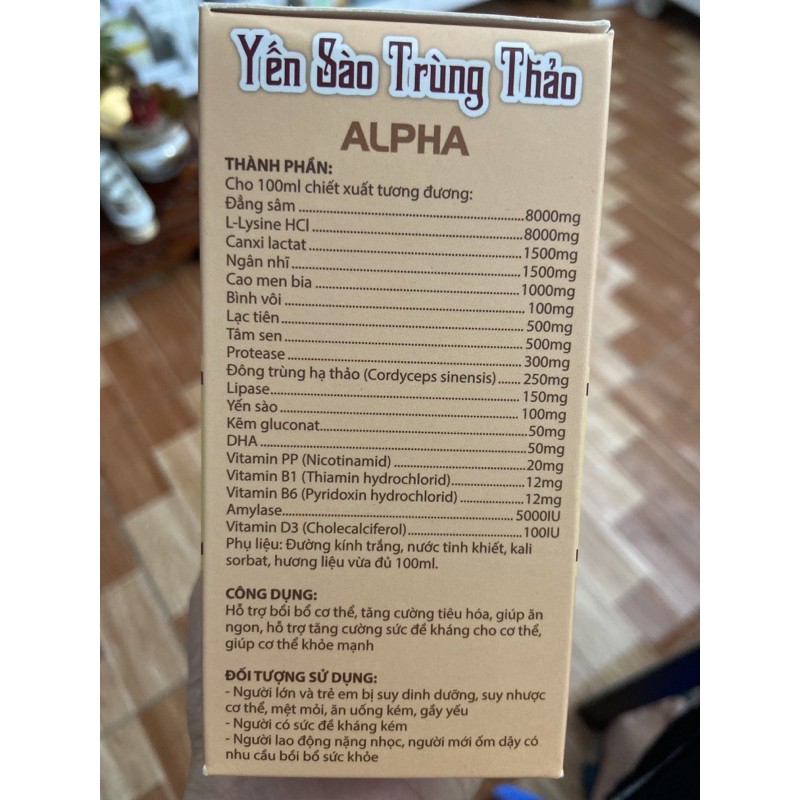 Yến Sào Trùng Thảo
ALPHA
THÀNH PHẦN:
Cho 100ml chiết xuất tương đương:
Đẳng sâm ........ 8000mg
L-Lysine HCl ........ 8000mg
Canxi lactat ........ 1500mg
Ngân nhĩ ........ 1500mg
Cao men bia ........ 1000mg
Bình vôi ........ 100mg
Lạc tiên ........ 500mg
Tâm sen ........ 500mg
Protease ........ 300mg
Đông trùng hạ thảo (Cordyceps sinensis) ....... 250mg
Lipase ........ 150mg
Yến sào ........ 100mg
Kẽm gluconat ........ 50mg
DHA ........ 50mg
Vitamin PP (Nicotinamid) ........ 20mg
Vitamin B1 (Thiamin hydrochlorid) ........ 12mg
Vitamin B6 (Pyridoxin hydrochlorid) ........ 12mg
Amylase ........ 5000IU
Vitamin D3 (Cholecalciferol) ........ 100IU
Phụ liệu: Đường kính trắng, nước tinh khiết, kali
sorbat, hương liệu vừa đủ 100ml.
CÔNG DỤNG:
Hỗ trợ bồi bổ cơ thể, tăng cường tiêu hóa, giúp ăn
ngon, hỗ trợ tăng cường sức đề kháng cho cơ thể,
giúp cơ thể khỏe mạnh
ĐỐI TƯỢNG SỬ DỤNG:
- Người lớn và trẻ em bị suy dinh dưỡng, suy nhược
cơ thể, mệt mỏi, ăn uống kém, gầy yếu
- Người có sức đề kháng kém
- Người lao động nặng nhọc, người mới ốm dậy có
nhu cầu bồi bổ sức khỏe